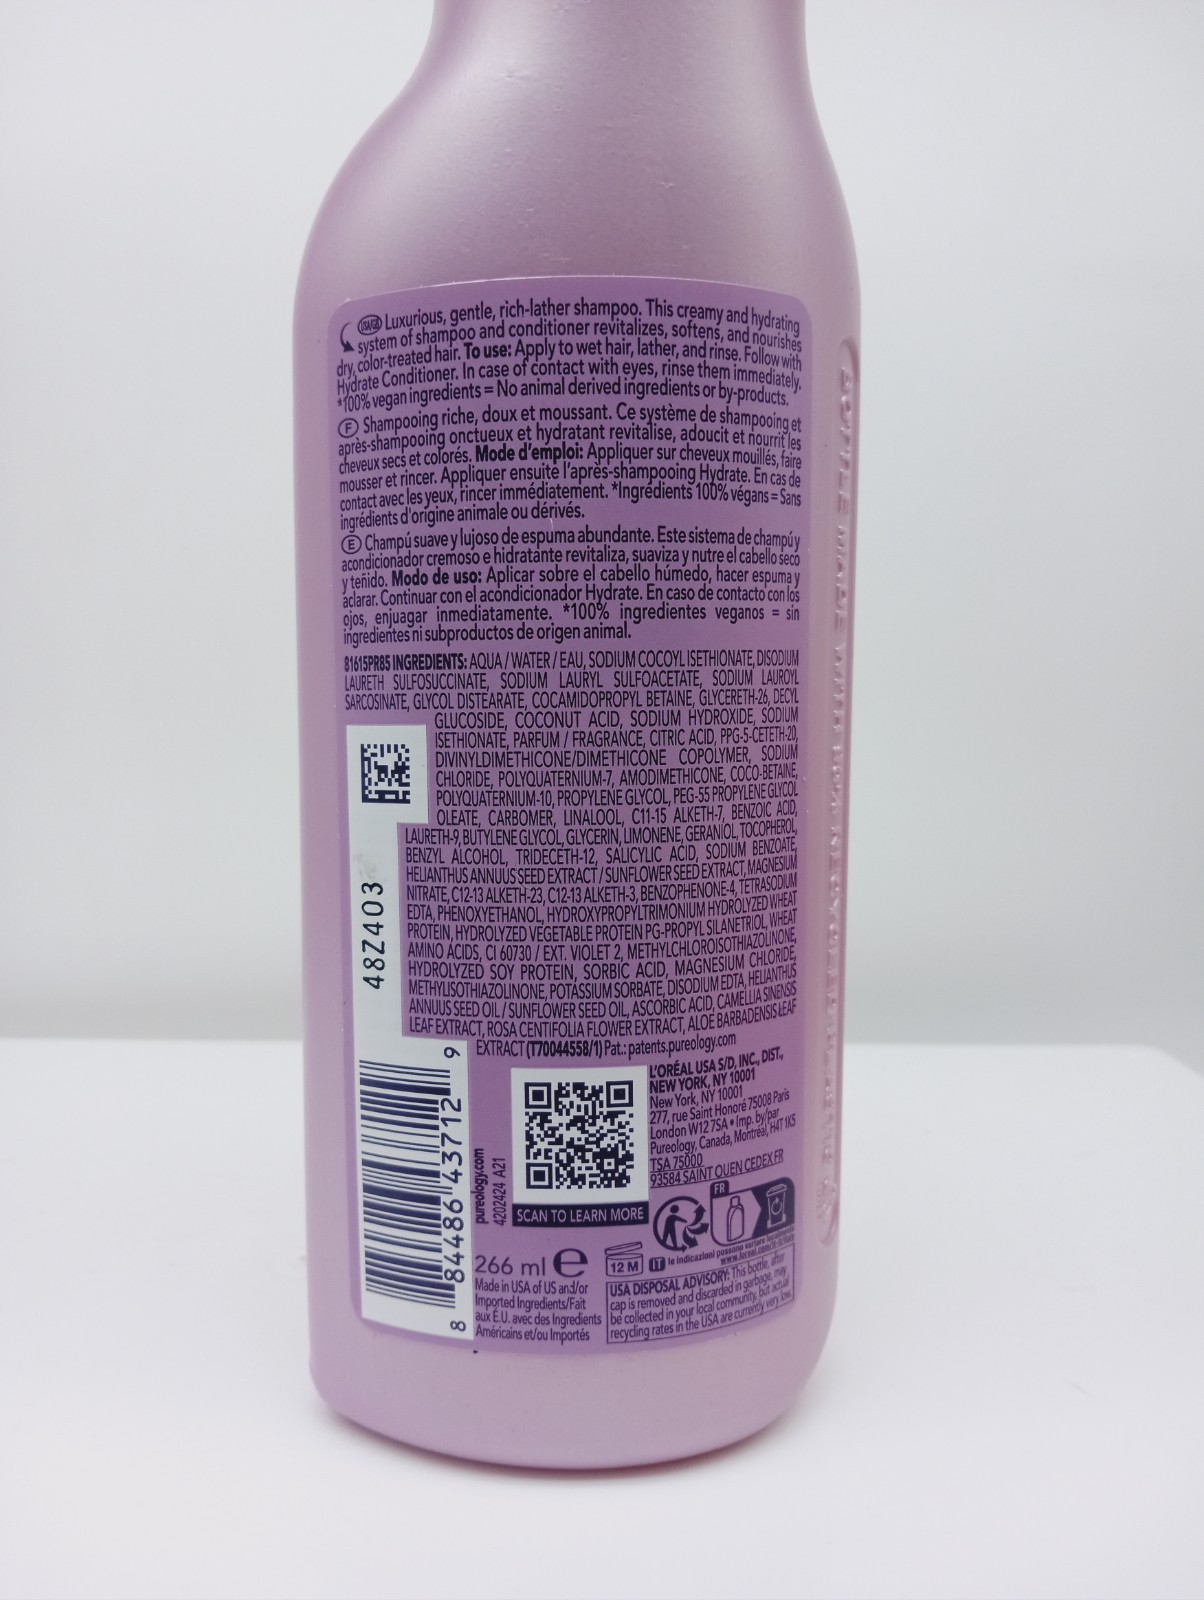 USA/GB Luxurious, gentle, rich-lather shampoo. This creamy and hydrating
system of shampoo and conditioner revitalizes, softens, and nourishes
dry, color-treated hair. To use: Apply to wet hair, lather, and rinse. Follow with
Hydrate Conditioner. In case of contact with eyes, rinse them immediately.
*100% vegan ingredients = No animal derived ingredients or by-products.
F Shampooing riche, doux et moussant. Ce système de shampooing et
après-shampooing onctueux et hydratant revitalise, adoucit et nourrit les
cheveux secs et colorés. Mode d'emploi: Appliquer sur cheveux mouillés, faire
mousser et rincer. Appliquer ensuite l'après-shampooing Hydrate. En cas de
contact avec les yeux, rincer immédiatement. *Ingrédients 100% végans = Sans
ingrédients d'origine animale ou dérivés.
E Champú suave y lujoso de espuma abundante. Este sistema de champú y
acondicionador cremoso e hidratante revitaliza, suaviza y nutre el cabello seco
y teñido. Modo de uso: Aplicar sobre el cabello húmedo, hacer espuma y
aclarar. Continuar con el acondicionador Hydrate. En caso de contacto con los
ojos, enjuagar inmediatamente. *100% ingredientes veganos = sin
ingredientes ni subproductos de origen animal.
81615PR85 INGREDIENTS: AQUA / WATER / EAU, SODIUM COCOYL ISETHIONATE, DISODIUM
LAURETH SULFOSUCCINATE, SODIUM LAURYL SULFOACETATE, SODIUM LAUROYL
SARCOSINATE, GLYCOL DISTEARATE, COCAMIDOPROPYL BETAINE, GLYCERETH-26, DECYL
GLUCOSIDE, COCONUT ACID, SODIUM HYDROXIDE, SODIUM
ISETHIONATE, PARFUM / FRAGRANCE, CITRIC ACID, PPG-5-CETETH-20,
DIVINYLDIMETHICONE/DIMETHICONE COPOLYMER, SODIUM
CHLORIDE, POLYQUATERNIUM-7, AMODIMETHICONE, COCO-BETAINE,
POLYQUATERNIUM-10, PROPYLENE GLYCOL, PEG-55 PROPYLENE GLYCOL
OLEATE, CARBOMER, LINALOOL, C11-15 ALKETH-7, BENZOIC ACID,
LAURETH-9, BUTYLENE GLYCOL, GLYCERIN, LIMONENE, GERANIOL, TOCOPHEROL,
BENZYL ALCOHOL, TRIDECETH-12, SALICYLIC ACID, SODIUM BENZOATE,
HELIANTHUS ANNUUS SEED EXTRACT / SUNFLOWER SEED EXTRACT, MAGNESIUM
NITRATE, C12-13 ALKETH-23, C12-13 ALKETH-3, BENZOPHENONE-4, TETRASODIUM
EDTA, PHENOXYETHANOL, HYDROXYPROPYLTRIMONIUM HYDROLYZED WHEAT
PROTEIN, HYDROLYZED VEGETABLE PROTEIN PG-PROPYL SILANETRIOL, WHEAT
AMINO ACIDS, CI 60730 / EXT. VIOLET 2, METHYLCHLOROISOTHIAZOLINONE,
HYDROLYZED SOY PROTEIN, SORBIC ACID, MAGNESIUM CHLORIDE,
METHYLISOTHIAZOLINONE, POTASSIUM SORBATE, DISODIUM EDTA, HELIANTHUS
ANNUUS SEED OIL / SUNFLOWER SEED OIL, ASCORBIC ACID, CAMELLIA SINENSIS
LEAF EXTRACT, ROSA CENTIFOLIA FLOWER EXTRACT, ALOE BARBADENSIS LEAF
EXTRACT (T70044558/1) Pat.: patents.pureology.com
48Z403
8 84486 43712 9
pureology.com
4202424 A21
SCAN TO LEARN MORE
L'ORÉAL USA S/D, INC., DIST.,
NEW YORK, NY 10001
New York, NY 10001
277, rue Saint Honoré 75008 Paris
London W12 7SA • Imp. by/par
Pureology, Canada, Montréal, H4T 1K5
TSA 75000
93584 SAINT OUEN CEDEX FR
FR
266 ml e
12 M
IT le indicazioni possono variare localmente
Made in USA of US and/or
Imported Ingredients/Fait
aux É.U. avec des Ingredients
Américains et/ou Importés
USA DISPOSAL ADVISORY: This bottle, after
cap is removed and discarded in garbage, may
be collected in your local community, but actual
recycling rates in the USA are currently very low.
BOTTLE MADE WITH